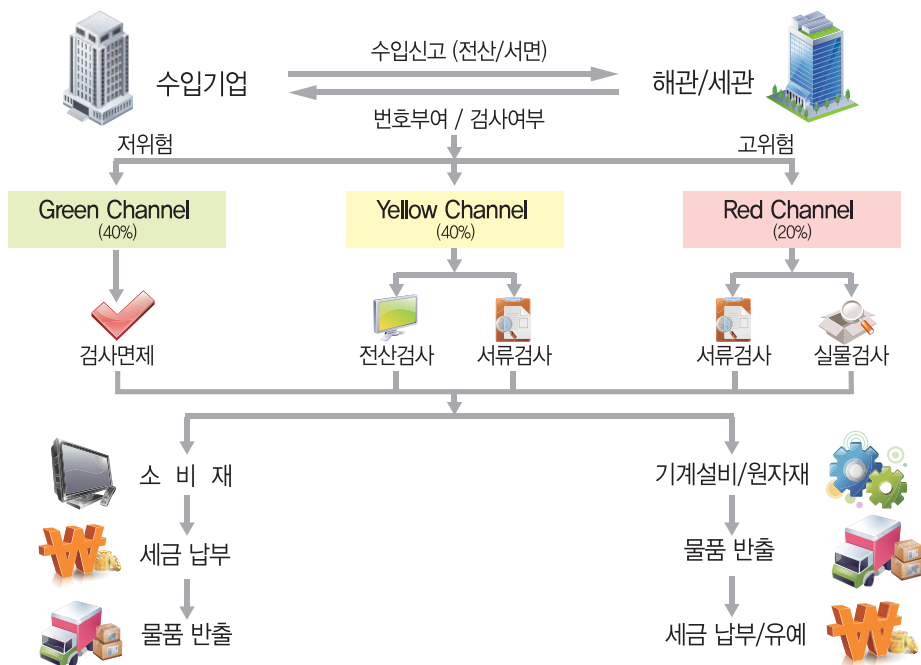 수입신고 (전산/서면)
수입기업
해관/세관
번호부여 / 검사여부
저위험
고위험
Green Channel
(40%)
Yellow Channel
(40%)
Red Channel
(20%)
검사면제
전산검사
서류검사
서류검사
실물검사
소 비 재
기계설비/원자재
세금 납부
물품 반출
물품 반출
세금 납부/유예